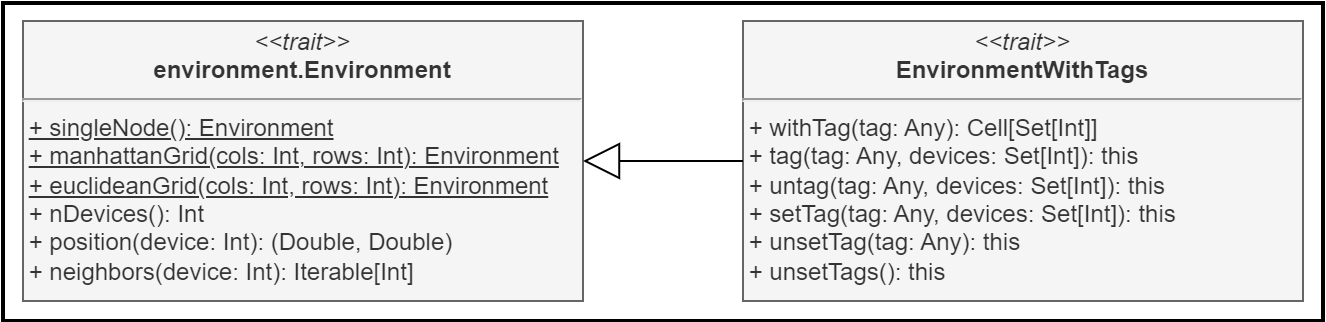 <<trait>>
environment.Environment
+ singleNode(): Environment
+ manhattanGrid(cols: Int, rows: Int): Environment
+ euclideanGrid(cols: Int, rows: Int): Environment
+ nDevices(): Int
+ position(device: Int): (Double, Double)
+ neighbors(device: Int): Iterable[Int]
<<trait>>
EnvironmentWithTags
+ withTag(tag: Any): Cell[Set[Int]]
+ tag(tag: Any, devices: Set[Int]): this
+ untag(tag: Any, devices: Set[Int]): this
+ setTag(tag: Any, devices: Set[Int]): this
+ unsetTag(tag: Any): this
+ unsetTags(): this